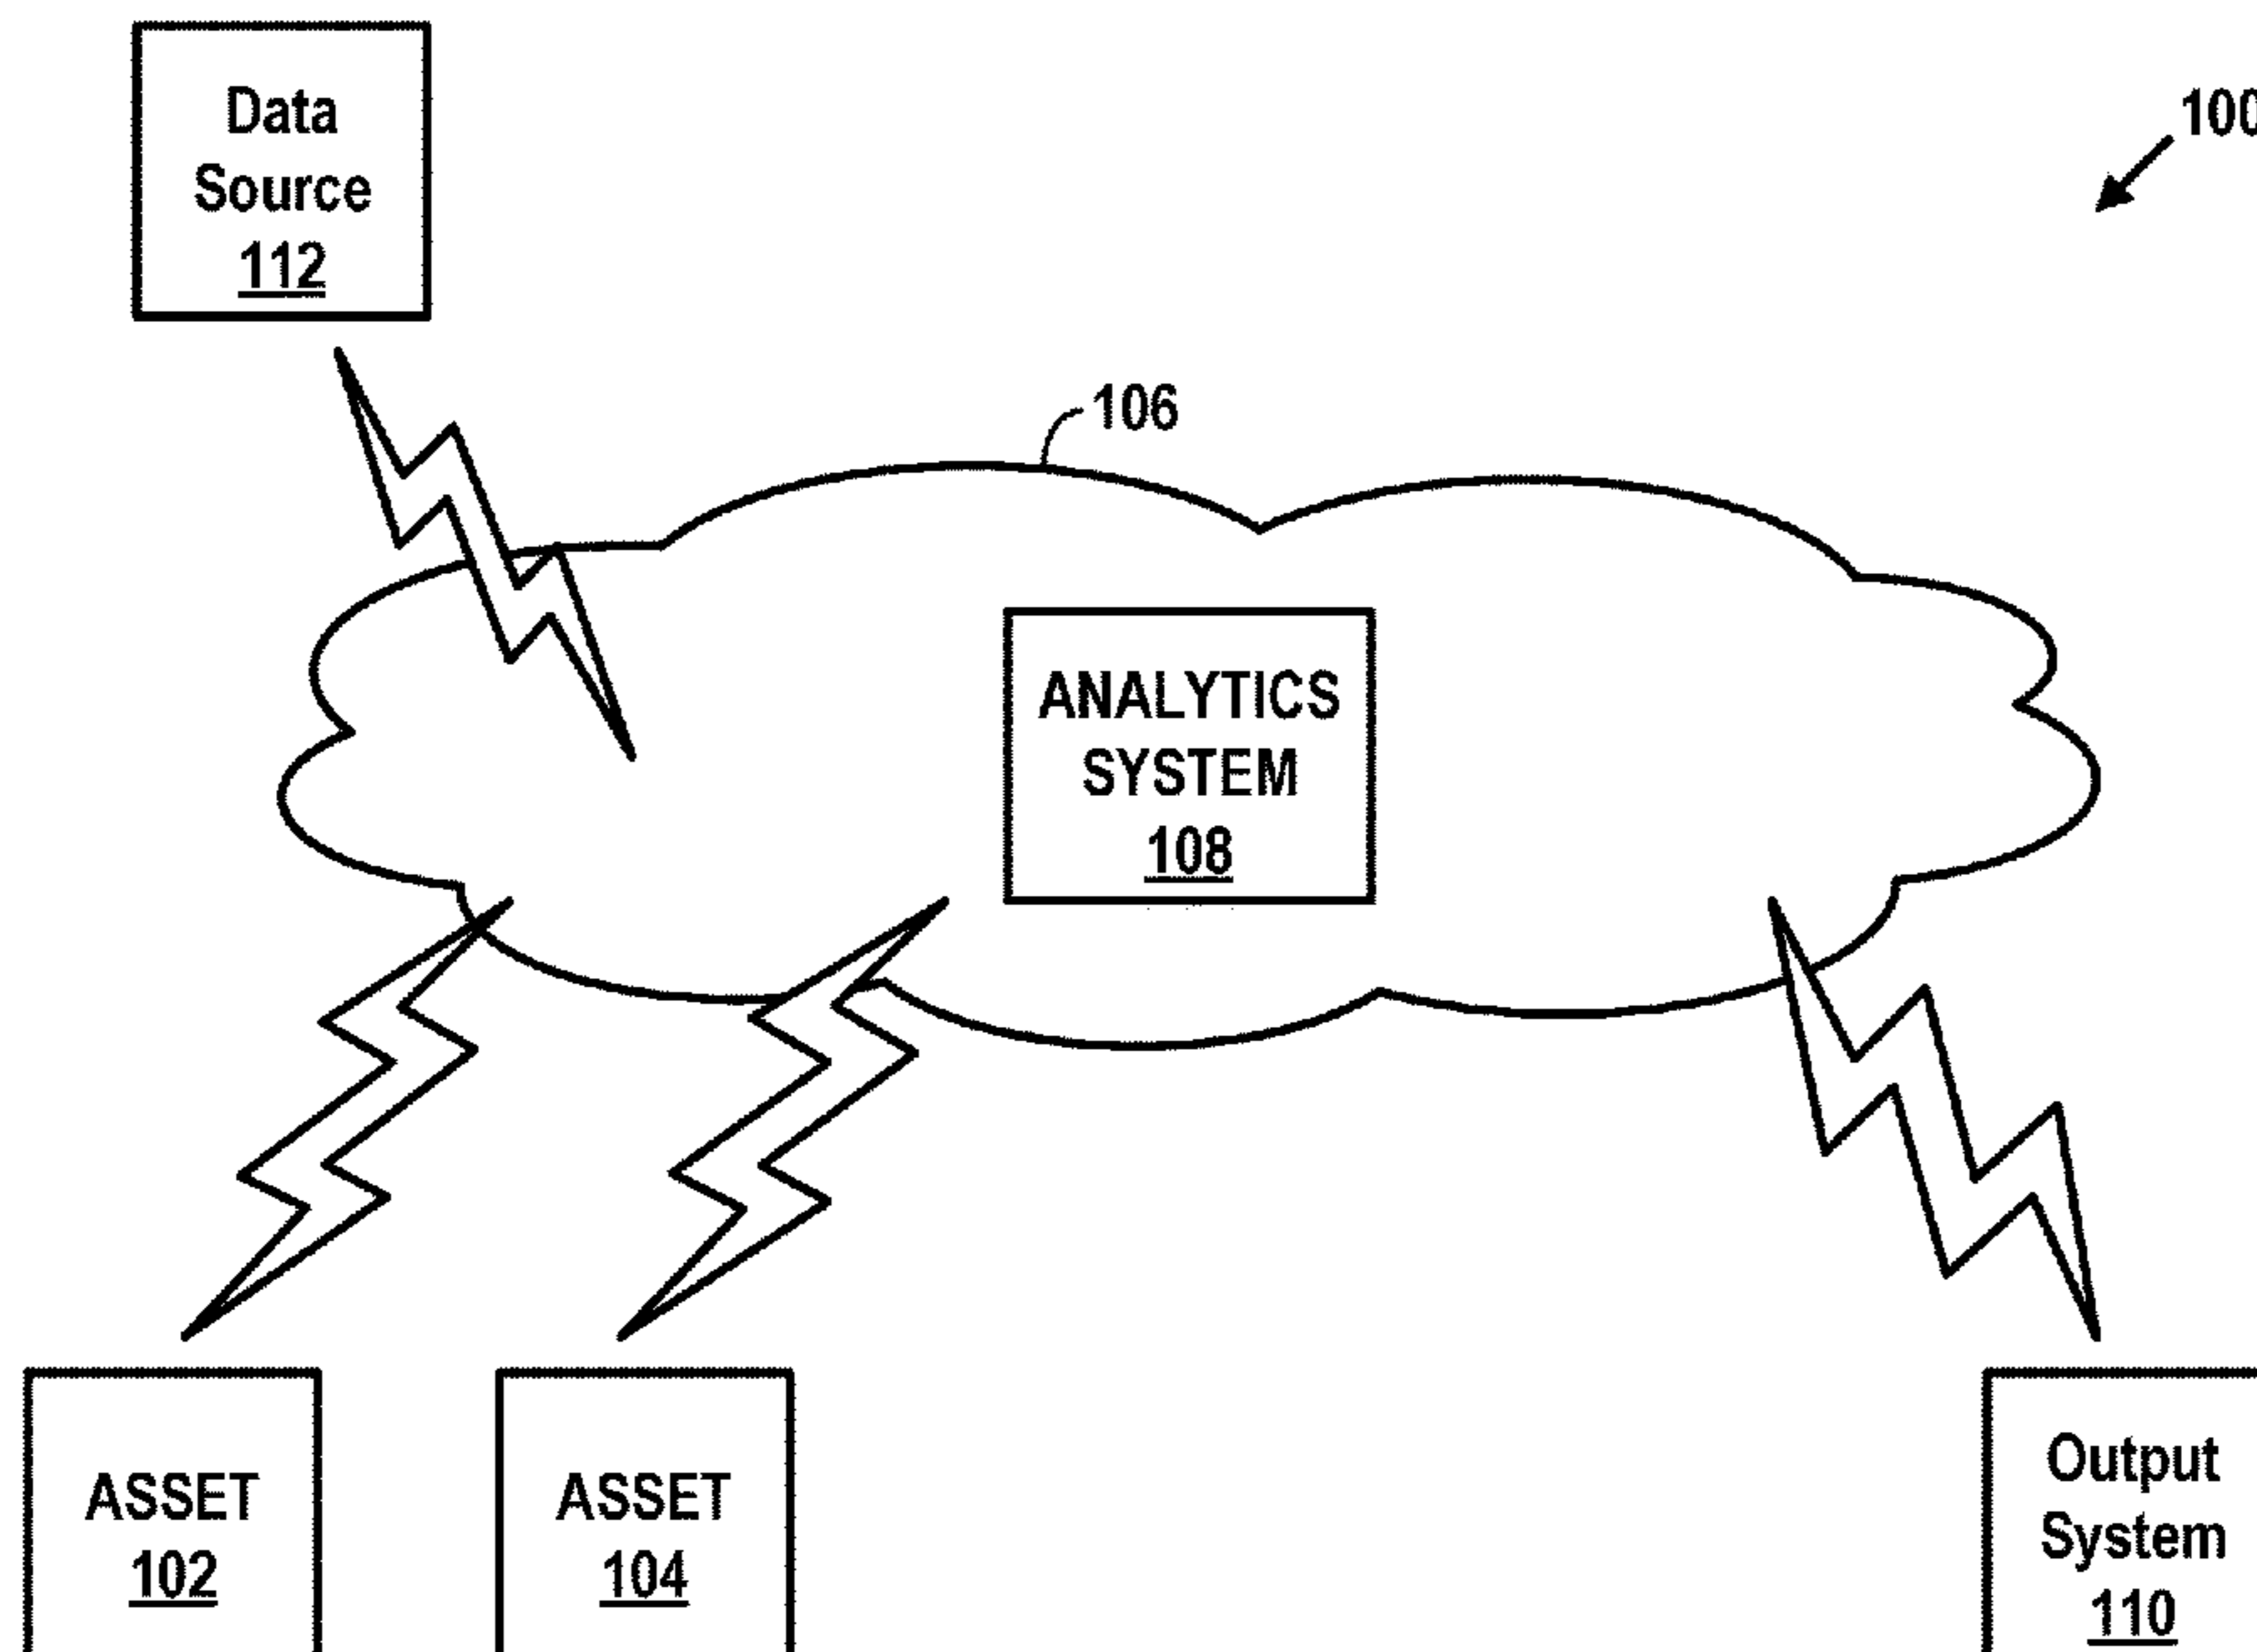 Data
Source
112
100
106
ANALYTICS
SYSTEM
108
ASSET
102
ASSET
104
Output
System
110